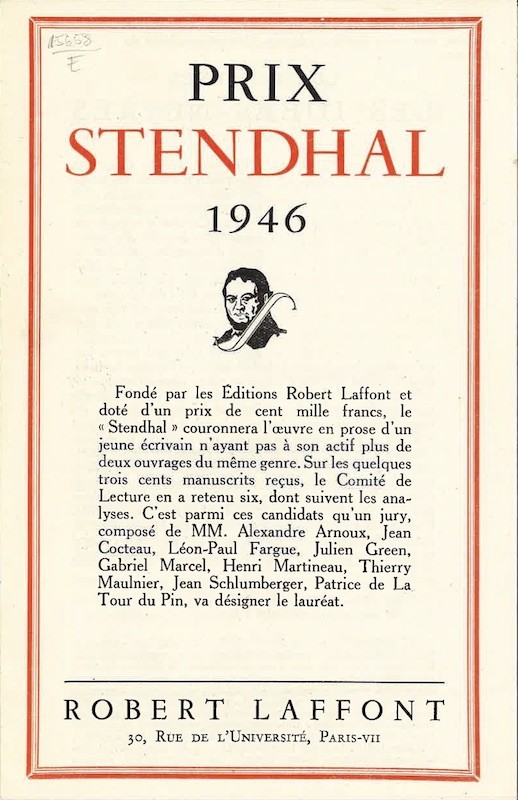 15658
E
PRIX
STENDHAL
1946
Fondé par les Éditions Robert Laffont et
doté d'un prix de cent mille francs, le
« Stendhal » couronnera l'œuvre en prose d'un
jeune écrivain n'ayant pas à son actif plus de
deux ouvrages du même genre. Sur les quelques
trois cents manuscrits reçus, le Comité de
Lecture en a retenu six, dont suivent les ana-
lyses. C'est parmi ces candidats qu'un jury,
composé de MM. Alexandre Arnoux, Jean
Cocteau, Léon-Paul Fargue, Julien Green,
Gabriel Marcel, Henri Martineau, Thierry
Maulnier, Jean Schlumberger, Patrice de La
Tour du Pin, va désigner le lauréat.
ROBERT LAFFONT
30, RUE DE L'UNIVERSITÉ, PARIS-VII